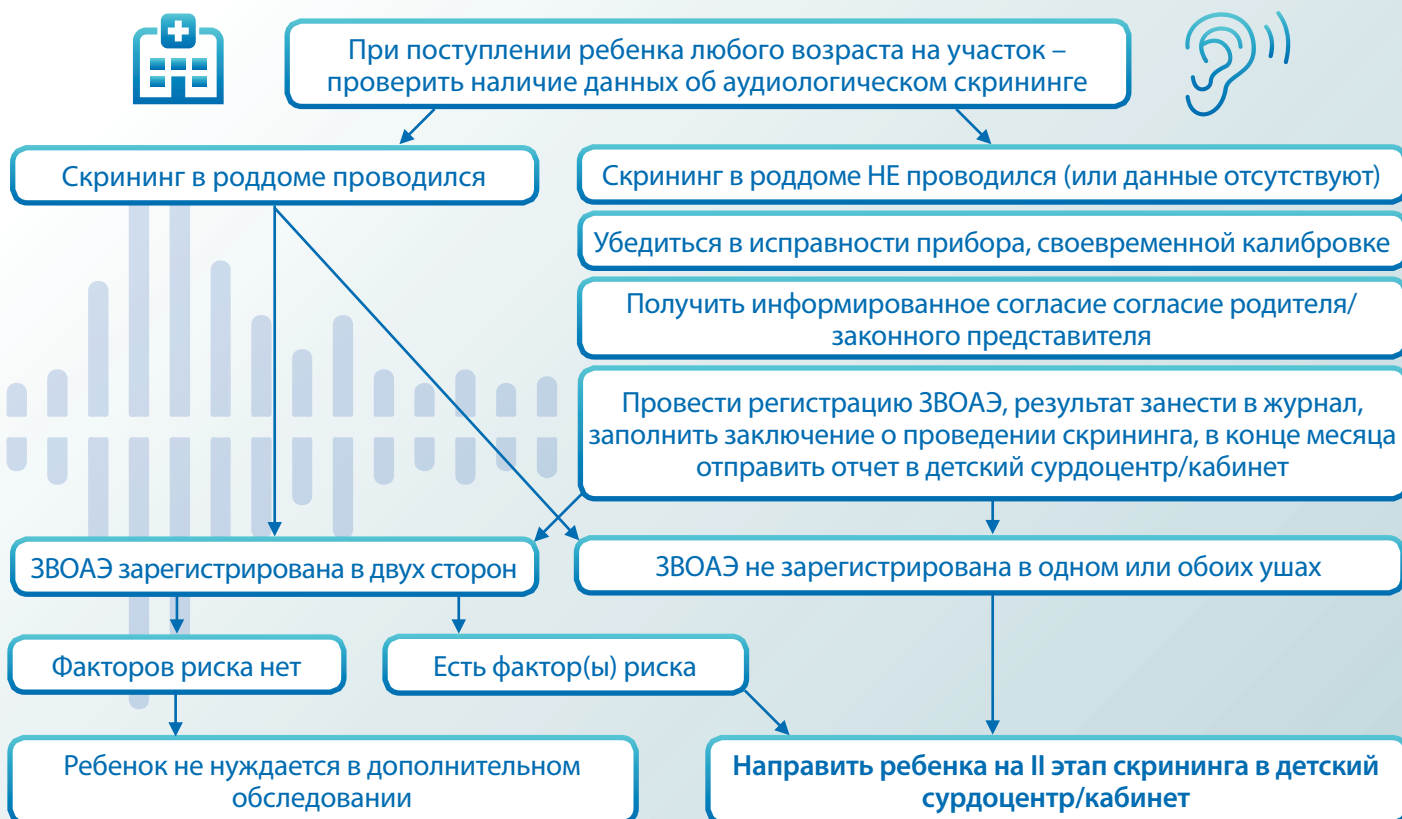 При поступлении ребенка любого возраста на участок –
проверить наличие данных об аудиологическом скрининге
Скрининг в роддоме проводился
Скрининг в роддоме НЕ проводился (или данные отсутствуют)
Убедиться в исправности прибора, своевременной калибровке
Получить информированное согласие согласие родителя/
законного представителя
Провести регистрацию ЗВОАЭ, результат занести в журнал,
заполнить заключение о проведении скрининга, в конце месяца
отправить отчет в детский сурдоцентр/кабинет
ЗВОАЭ зарегистрирована в двух сторон
ЗВОАЭ не зарегистрирована в одном или обоих ушах
Факторов риска нет
Есть фактор(ы) риска
Ребенок не нуждается в дополнительном
обследовании
Направить ребенка на II этап скрининга в детский
сурдоцентр/кабинет